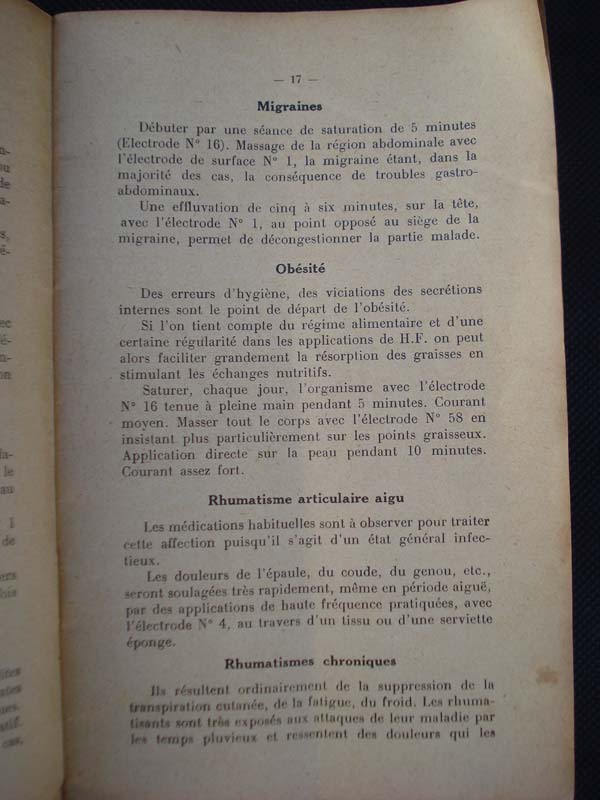 — 17 —
Migraines
Débuter par une séance de saturation de 5 minutes
(Electrode N° 16). Massage de la région abdominale avec
l'électrode de surface N° 1, la migraine étant, dans la
majorité des cas, la conséquence de troubles gastro-
abdominaux.
Une effluvation de cinq à six minutes, sur la tête,
avec l'électrode N° 1, au point opposé au siège de la
migraine, permet de décongestionner la partie malade.
Obésité
Des erreurs d'hygiène, des viciations des secrétions
internes sont le point de départ de l'obésité.
Si l'on tient compte du régime alimentaire et d'une
certaine régularité dans les applications de H.F. on peut
alors faciliter grandement la résorption des graisses en
stimulant les échanges nutritifs.
Saturer, chaque jour, l'organisme avec l'électrode
N° 16 tenue à pleine main pendant 5 minutes. Courant
moyen. Masser tout le corps avec l'électrode N° 58 en
insistant plus particulièrement sur les points graisseux.
Application directe sur la peau pendant 10 minutes.
Courant assez fort.
Rhumatisme articulaire aigu
Les médications habituelles sont à observer pour traiter
cette affection puisqu'il s'agit d'un état général infec-
tieux.
Les douleurs de l'épaule, du coude, du genou, etc.,
seront soulagées très rapidement, même en période aiguë,
par des applications de haute fréquence pratiquées, avec
l'électrode N° 4, au travers d'un tissu ou d'une serviette
éponge.
Rhumatismes chroniques
Ils résultent ordinairement de la suppression de la
transpiration cutanée, de la fatigue, du froid. Les rhuma-
tisants sont très exposés aux attaques de leur maladie par
les temps pluvieux et ressentent des douleurs qui les